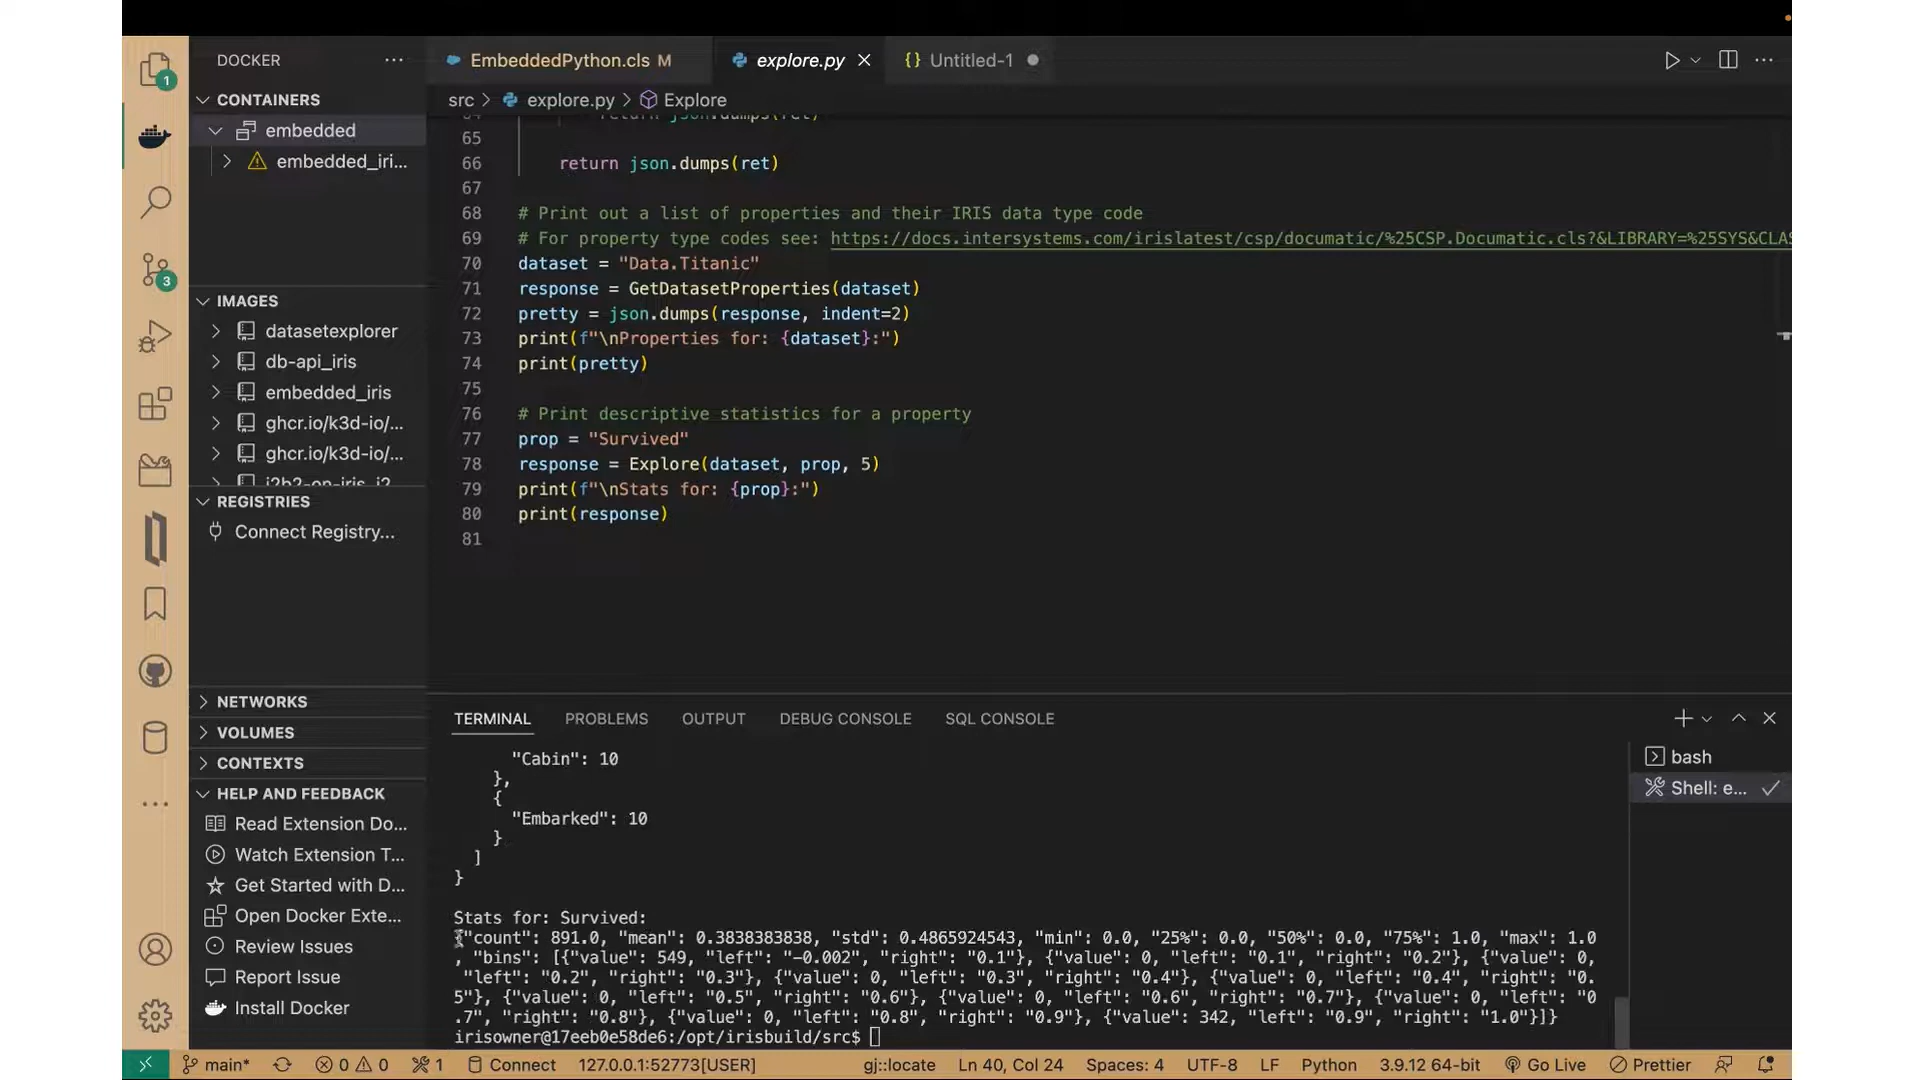 DOCKER
CONTAINERS
embedded
embedded_iri...
IMAGES
datasetexplorer
db-api_iris
embedded_iris
ghcr.io/k3d-io/...
ghcr.io/k3d-io/...
i2b2-on-iris_i2
REGISTRIES
Connect Registry...
NETWORKS
VOLUMES
CONTEXTS
HELP AND FEEDBACK
Read Extension Do...
Watch Extension T...
Get Started with D...
Open Docker Exte...
Review Issues
Report Issue
Install Docker
1
3
EmbeddedPython.cls M
explore.py
{} Untitled-1
src > explore.py > Explore
64 return json.dumps(ret)
65
66 return json.dumps(ret)
67
68 # Print out a list of properties and their IRIS data type code
69 # For property type codes see: https://docs.intersystems.com/irislatest/csp/documatic/%25CSP.Documatic.cls?&LIBRARY=%25SYS&CLAS
70 dataset = "Data.Titanic"
71 response = GetDatasetProperties(dataset)
72 pretty = json.dumps(response, indent=2)
73 print(f"\nProperties for: {dataset}:")
74 print(pretty)
75
76 # Print descriptive statistics for a property
77 prop = "Survived"
78 response = Explore(dataset, prop, 5)
79 print(f"\nStats for: {prop}:")
80 print(response)
81
TERMINAL PROBLEMS OUTPUT DEBUG CONSOLE SQL CONSOLE
"Cabin": 10
},
{
"Embarked": 10
}
]
}
Stats for: Survived:
{"count": 891.0, "mean": 0.3838383838, "std": 0.4865924543, "min": 0.0, "25%": 0.0, "50%": 0.0, "75%": 1.0, "max": 1.0
, "bins": [{"value": 549, "left": "-0.002", "right": "0.1"}, {"value": 0, "left": "0.1", "right": "0.2"}, {"value": 0,
"left": "0.2", "right": "0.3"}, {"value": 0, "left": "0.3", "right": "0.4"}, {"value": 0, "left": "0.4", "right": "0.
5"}, {"value": 0, "left": "0.5", "right": "0.6"}, {"value": 0, "left": "0.6", "right": "0.7"}, {"value": 0, "left": "0
.7", "right": "0.8"}, {"value": 0, "left": "0.8", "right": "0.9"}, {"value": 342, "left": "0.9", "right": "1.0"}]}
irisowner@17eeb0e58de6:/opt/irisbuild/src$
bash
Shell: e...
main* 0 0 1 Connect 127.0.0.1:52773[USER] gj::locate Ln 40, Col 24 Spaces: 4 UTF-8 LF Python 3.9.12 64-bit Go Live Prettier